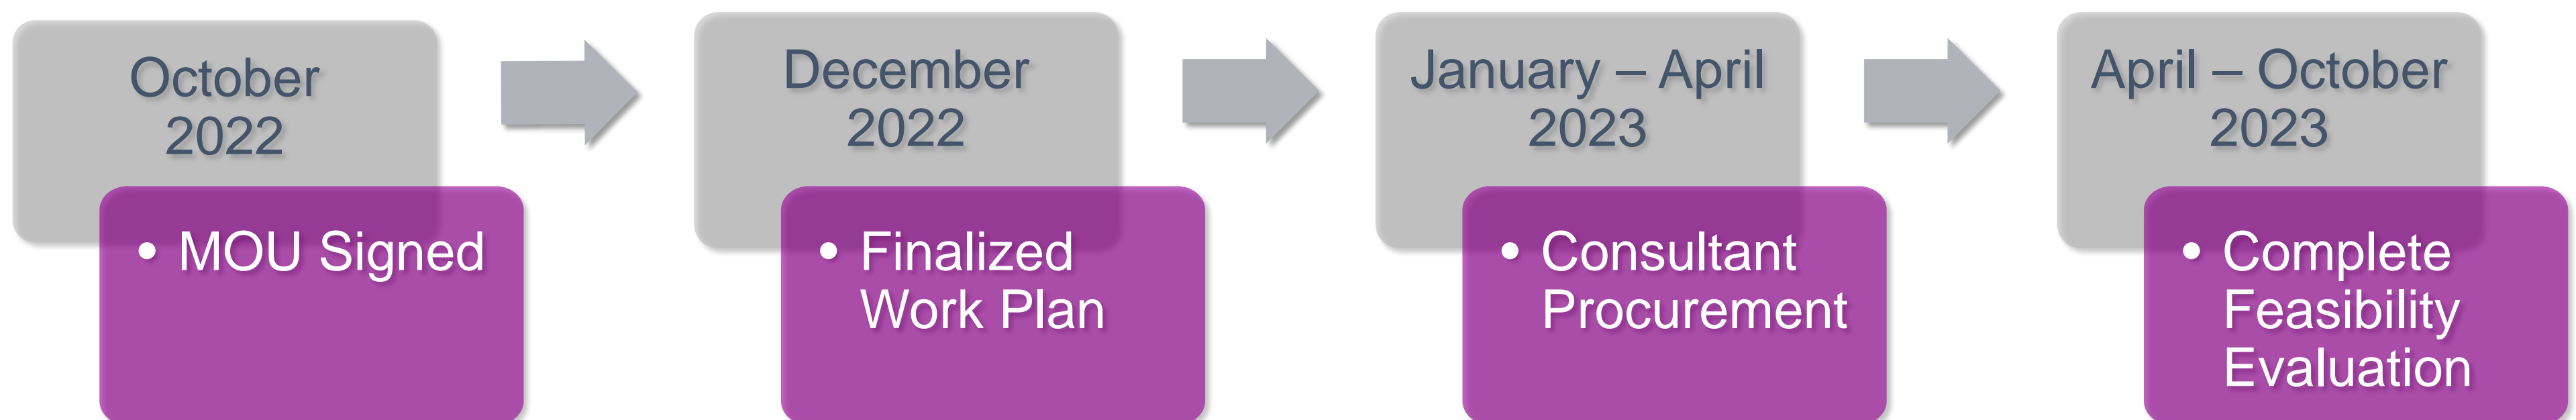 October
2022
• MOU Signed
December
2022
• Finalized
Work Plan
January – April
2023
• Consultant
Procurement
April – October
2023
• Complete
Feasibility
Evaluation